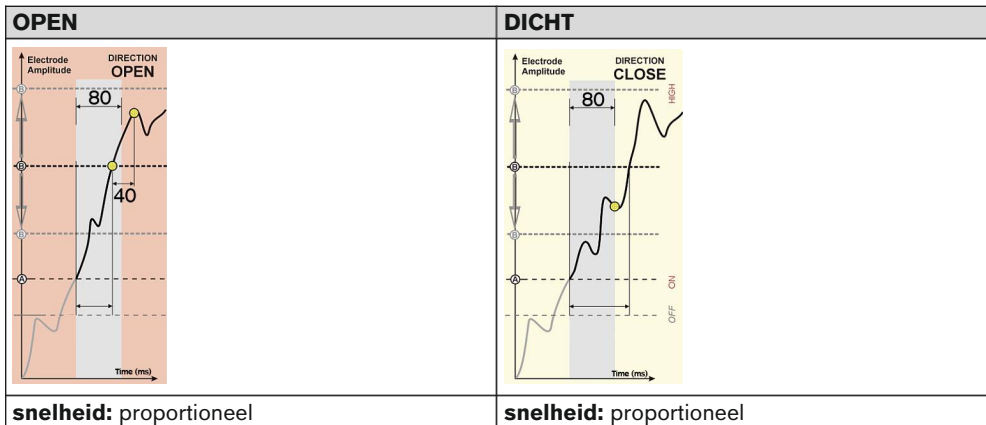 OPEN
DICHT
Electrode
Amplitude
DIRECTION
OPEN
B
80
B
40
B
A
Time (ms)
Electrode
Amplitude
DIRECTION
CLOSE
B
80
HIGH
B
B
A
ON
OFF
Time (ms)
snelheid: proportioneel
snelheid: proportioneel